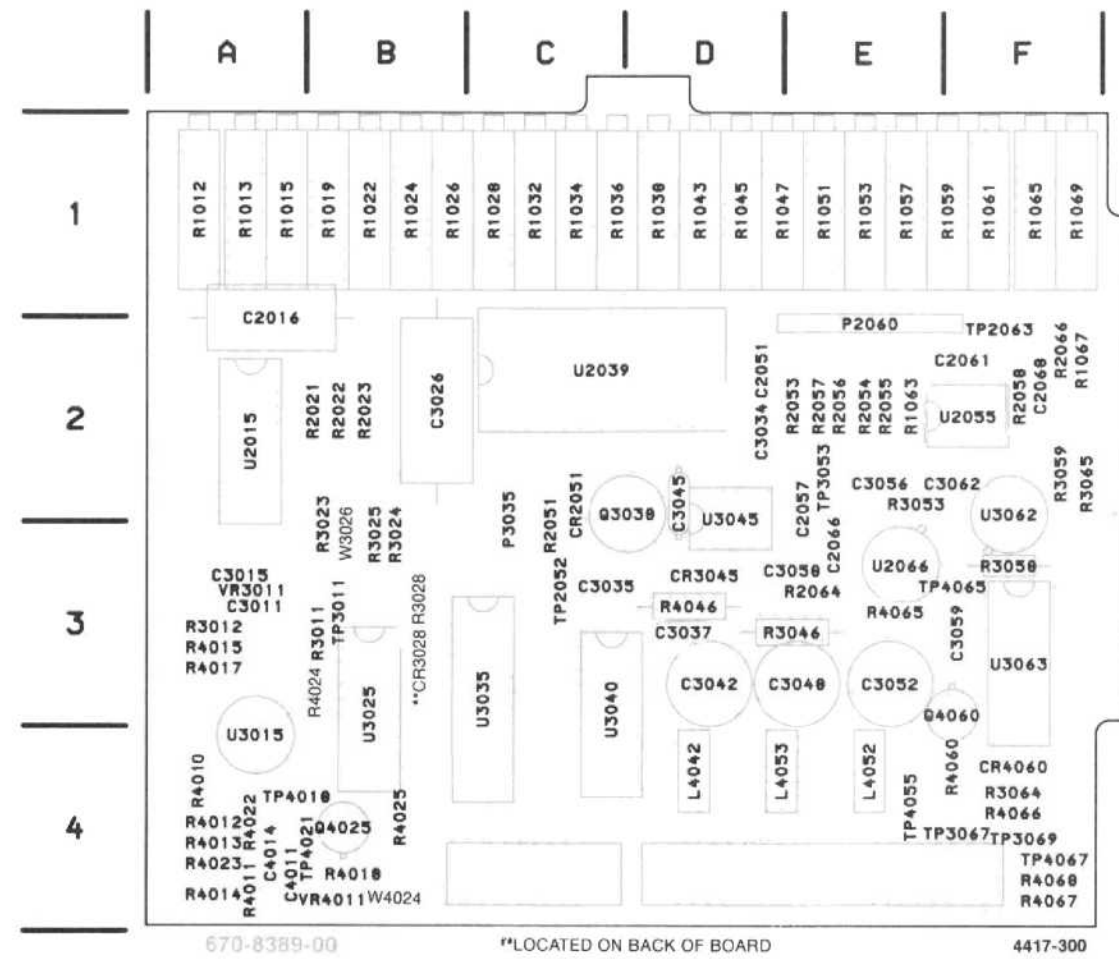 A B C D E F
1
R1012 R1013 R1015 R1019 R1022 R1024 R1026 R1028 R1032 R1034 R1036 R1038 R1043 R1045 R1047 R1051 R1053 R1057 R1059 R1061 R1065 R1069
C2016
P2060
TP2063
2
U2015
R2021
R2022
R2023
C3026
U2039
C2051
C3034
R2053
R2057
R2056
R2054
R2055
R1063
C2061
U2055
R2058
C2068
R2066
R1067
R3023
W3026
R3025
R3024
P3035
R2051
CR2051
Q3038
C3045
U3045
C2057
TP3053
C2066
C3056
R3053
C3062
U3062
R3059
R3065
3
C3015
VR3011
C3011
R3012
R4015
R4017
R4024
R3011
TP3011
U3025
**CR3028
R3028
U3035
TP2052
C3035
U3040
CR3045
R4046
C3037
C3042
C3058
R2064
R3046
C3048
U2066
R4065
C3052
TP4065
R3058
C3059
U3063
Q4060
U3015
4
R4010
TP4018
R4012
R4013
R4023
R4014
R4022
R4011
C4014
C4011
TP4021
Q4025
R4025
R4018
VR4011
W4024
L4042
L4053
L4052
TP4055
R4060
CR4060
R3064
R4066
TP3067
TP3069
TP4067
R4068
R4067
670-8389-00
**LOCATED ON BACK OF BOARD
4417-300